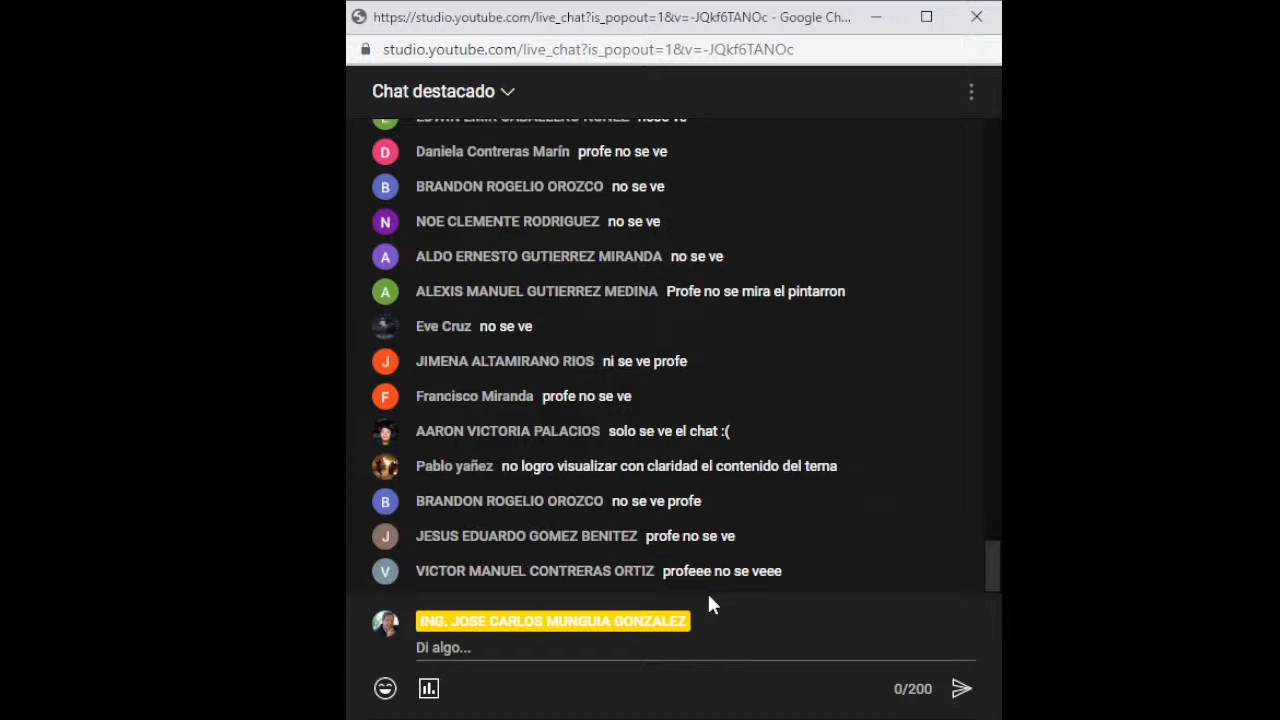 https://studio.youtube.com/live_chat?is_popout=1&v=-JQkf6TANOc - Google Ch...
studio.youtube.com/live_chat?is_popout=1&v=-JQkf6TANOc
Chat destacado
EDWIN EMIR CABALLERO NUÑEZ nose ve
D Daniela Contreras Marín profe no se ve
B BRANDON ROGELIO OROZCO no se ve
N NOE CLEMENTE RODRIGUEZ no se ve
A ALDO ERNESTO GUTIERREZ MIRANDA no se ve
A ALEXIS MANUEL GUTIERREZ MEDINA Profe no se mira el pintarron
Eve Cruz no se ve
J JIMENA ALTAMIRANO RIOS ni se ve profe
F Francisco Miranda profe no se ve
AARON VICTORIA PALACIOS solo se ve el chat :(
Pablo yañez no logro visualizar con claridad el contenido del tema
B BRANDON ROGELIO OROZCO no se ve profe
J JESUS EDUARDO GOMEZ BENITEZ profe no se ve
V VICTOR MANUEL CONTRERAS ORTIZ profeee no se veee
ING. JOSE CARLOS MUNGUIA GONZALEZ
Di algo...
0/200